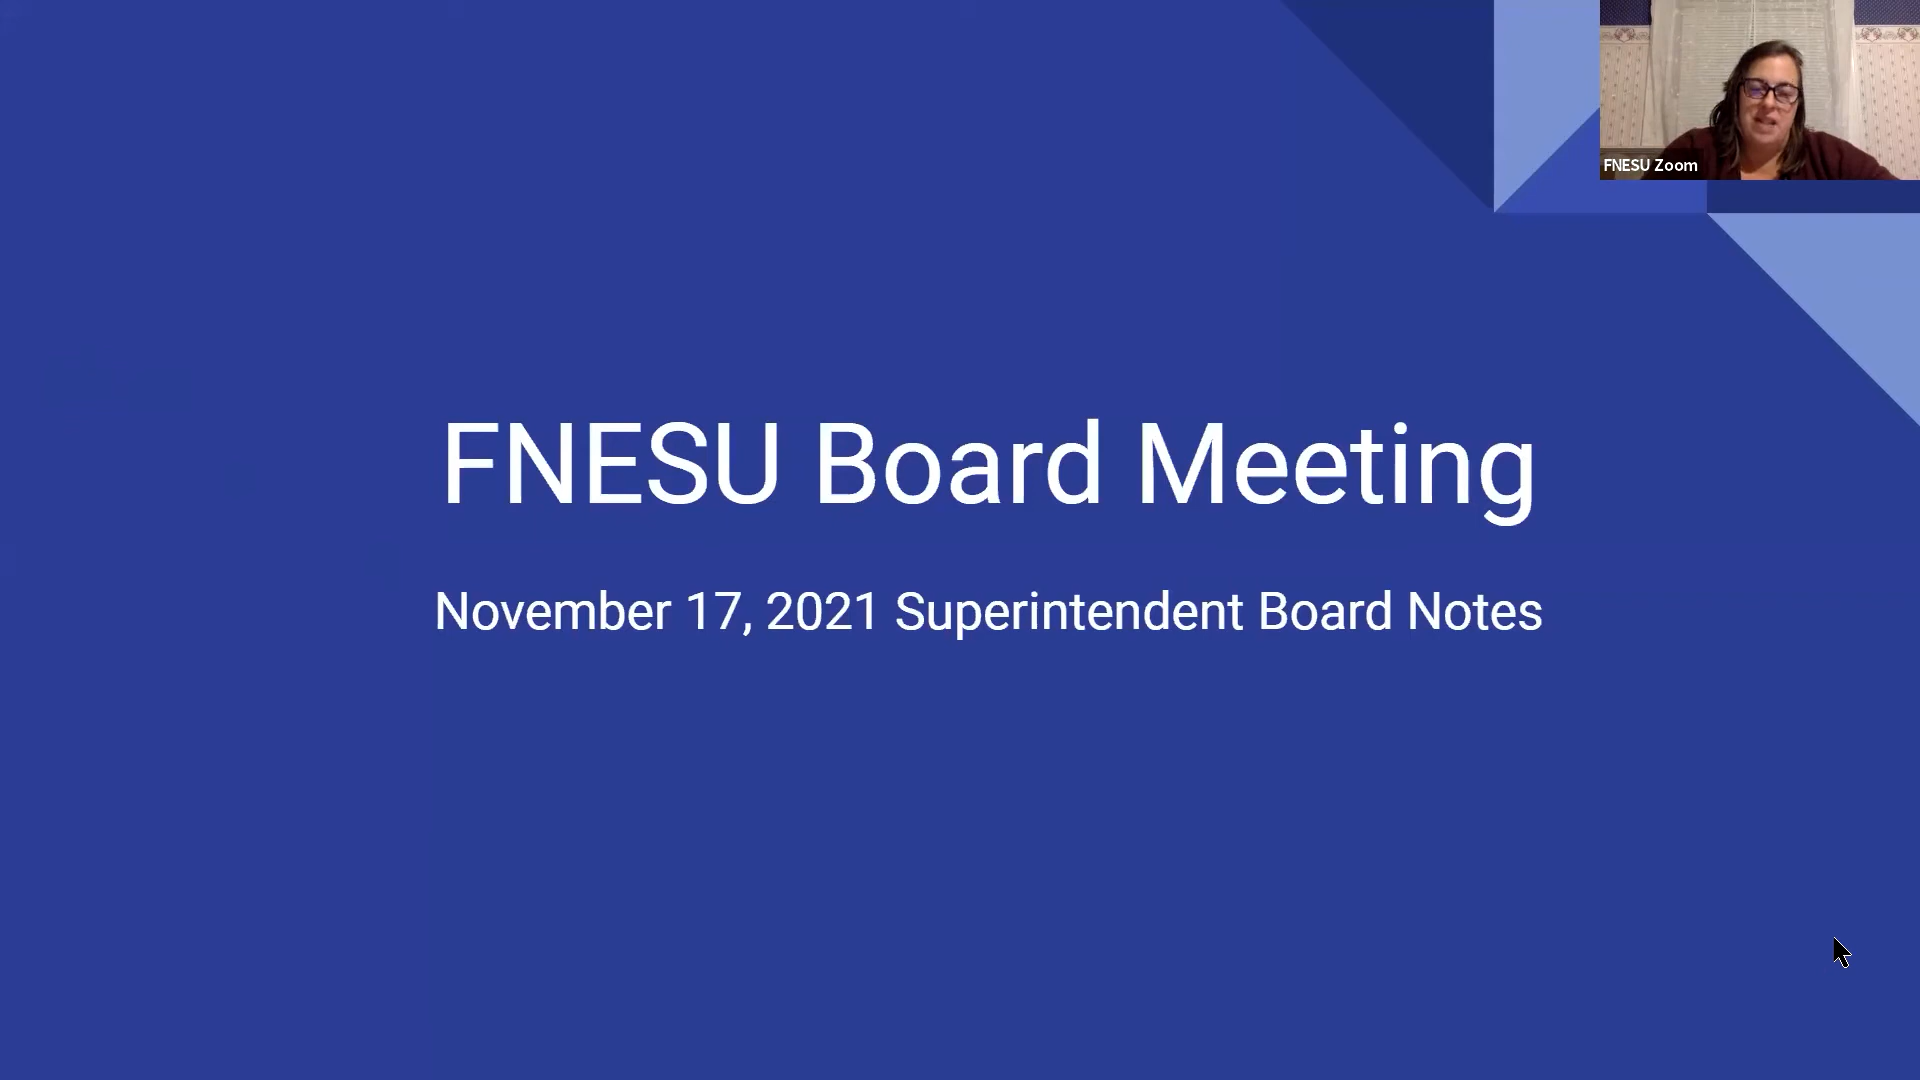 FNESU Zoom
FNESU Board Meeting
November 17, 2021 Superintendent Board Notes